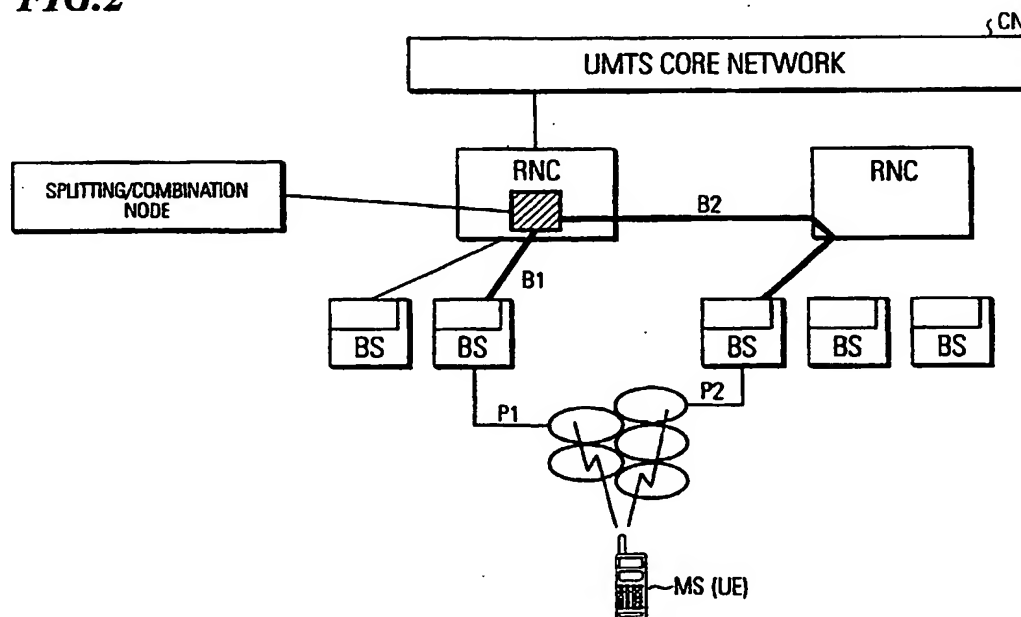 FIG.2
CN
UMTS CORE NETWORK
RNC
RNC
SPLITTING/COMBINATION
NODE
B2
B1
BS
BS
BS
BS
BS
P1
P2
MS (UE)